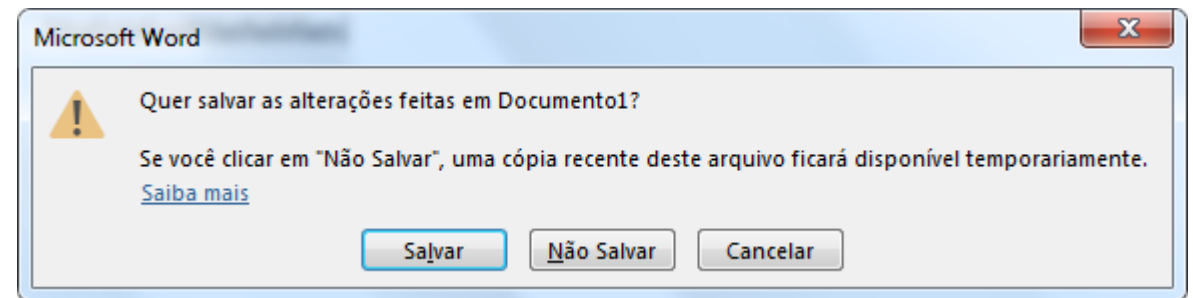 Microsoft Word
Quer salvar as alterações feitas em Documento1?
Se você clicar em "Não Salvar", uma cópia recente deste arquivo ficará disponível temporariamente.
Saiba mais
Salvar Não Salvar Cancelar